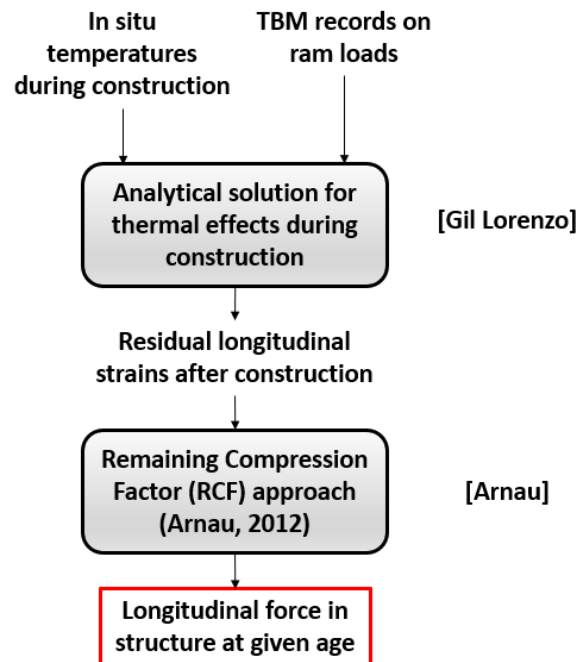 In situ
temperatures
during construction
TBM records on
ram loads
Analytical solution for
thermal effects during
construction
[Gil Lorenzo]
Residual longitudinal
strains after construction
Remaining Compression
Factor (RCF) approach
(Arnau, 2012)
[Arnau]
Longitudinal force in
structure at given age